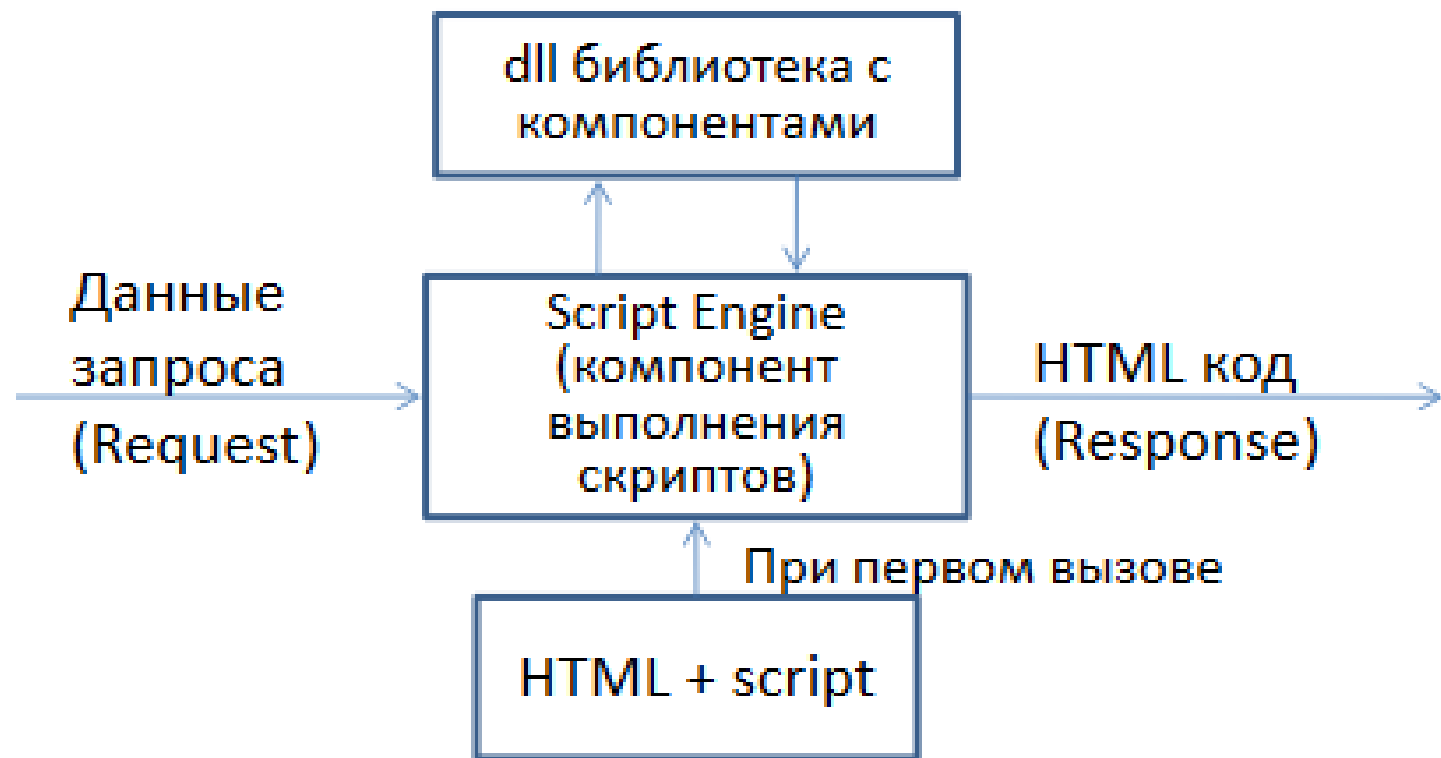 dll библиотека с
компонентами
Данные
запроса
(Request)
Script Engine
(компонент
выполнения
скриптов)
HTML код
(Response)
При первом вызове
HTML + script